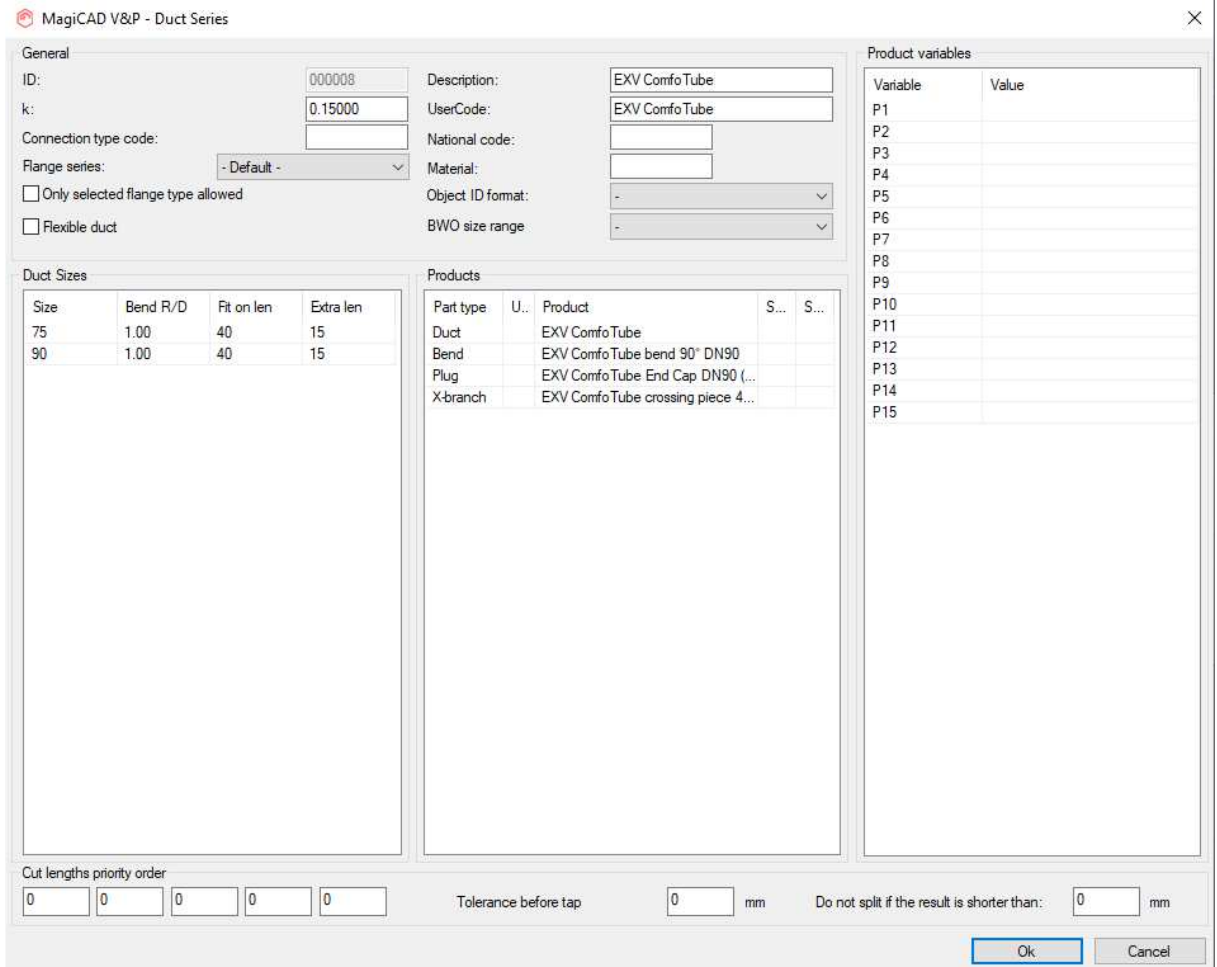 MagiCAD V&P - Duct Series
General
ID: 000008 Description: EXV ComfoTube
k: 0.15000 UserCode: EXV ComfoTube
Connection type code: National code:
Flange series: - Default - Material:
Only selected flange type allowed Object ID format: -
Flexible duct BWO size range -
Product variables
Variable Value
P1
P2
P3
P4
P5
P6
P7
P8
P9
P10
P11
P12
P13
P14
P15
Duct Sizes
Size Bend R/D Fit on len Extra len
75 1.00 40 15
90 1.00 40 15
Products
Part type U.. Product S... S...
Duct EXV ComfoTube
Bend EXV ComfoTube bend 90° DN90
Plug EXV ComfoTube End Cap DN90 (...
X-branch EXV ComfoTube crossing piece 4...
Cut lengths priority order
0 0 0 0 0 Tolerance before tap 0 mm Do not split if the result is shorter than: 0 mm
Ok Cancel